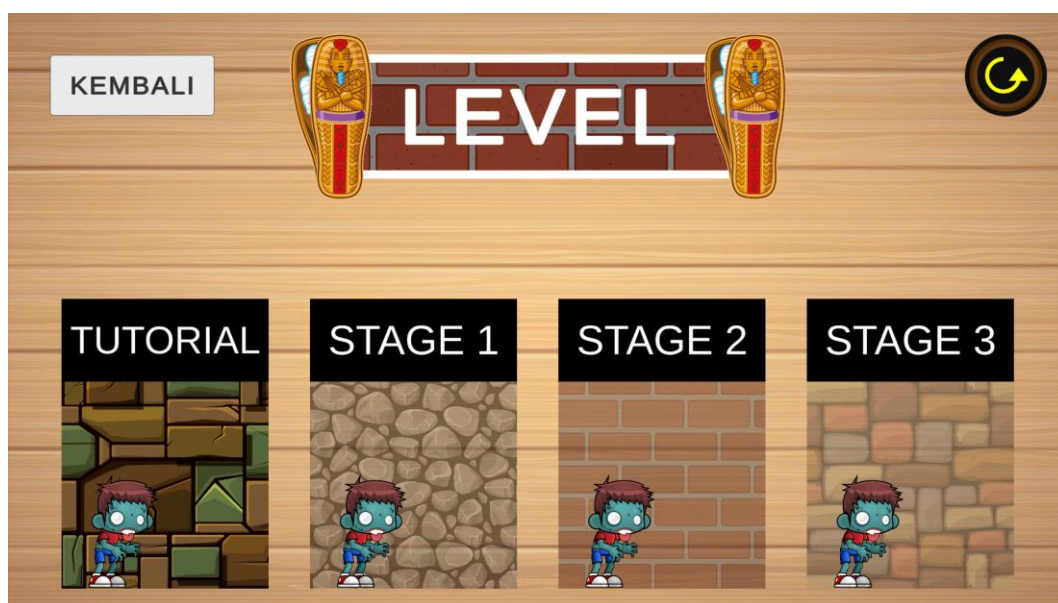 KEMBALI
LEVEL
TUTORIAL
STAGE 1
STAGE 2
STAGE 3